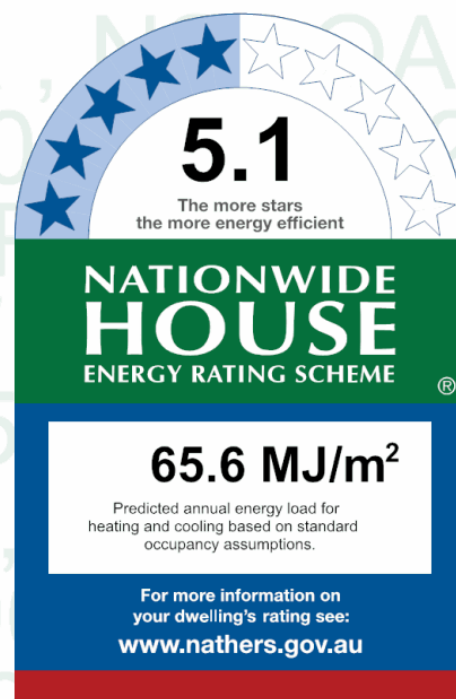 5.1
The more stars
the more energy efficient
NATIONWIDE
HOUSE
ENERGY RATING SCHEME
®
65.6 MJ/m²
Predicted annual energy load for
heating and cooling based on standard
occupancy assumptions.
For more information on
your dwelling's rating see:
www.nathers.gov.au